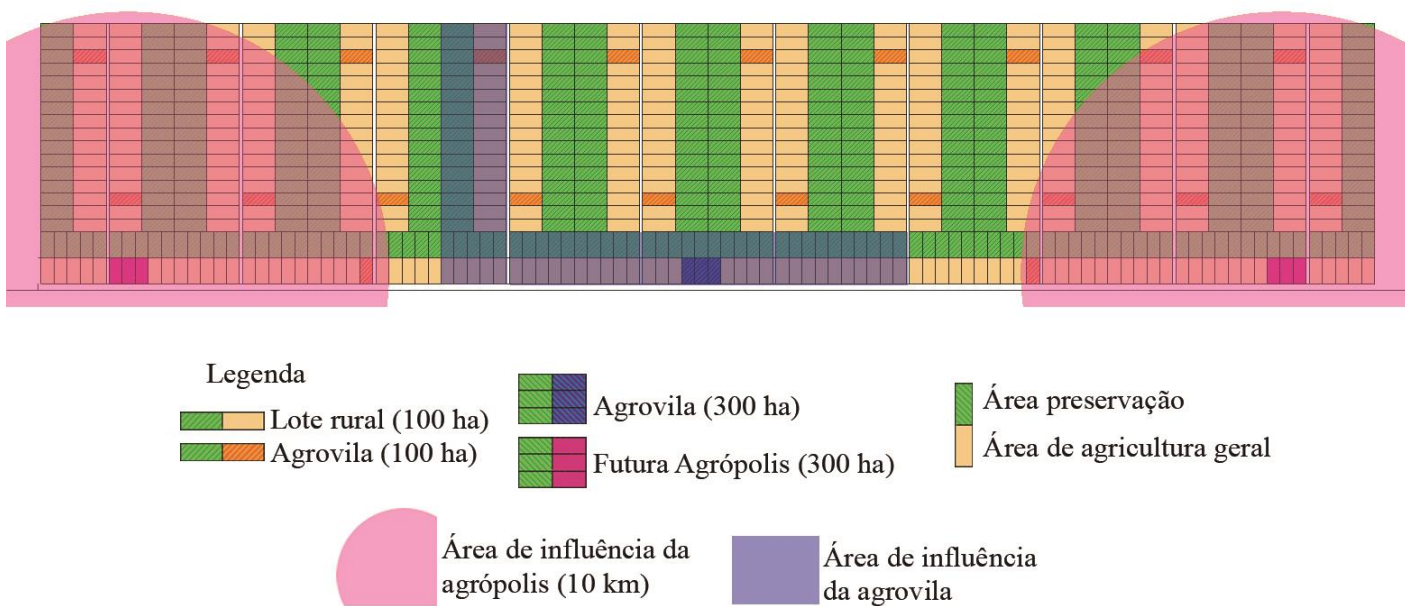 Legenda
Lote rural (100 ha)
Agrovila (100 ha)
Agrovila (300 ha)
Futura Agrópolis (300 ha)
Área preservação
Área de agricultura geral
Área de influência da
agrópolis (10 km)
Área de influência
da agrovila